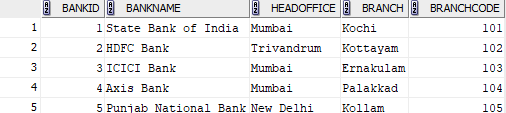 BANKID BANKNAME HEADOFFICE BRANCH BRANCHCODE
1 1 State Bank of India Mumbai Kochi 101
2 2 HDFC Bank Trivandrum Kottayam 102
3 3 ICICI Bank Mumbai Ernakulam 103
4 4 Axis Bank Mumbai Palakkad 104
5 5 Punjab National Bank New Delhi Kollam 105